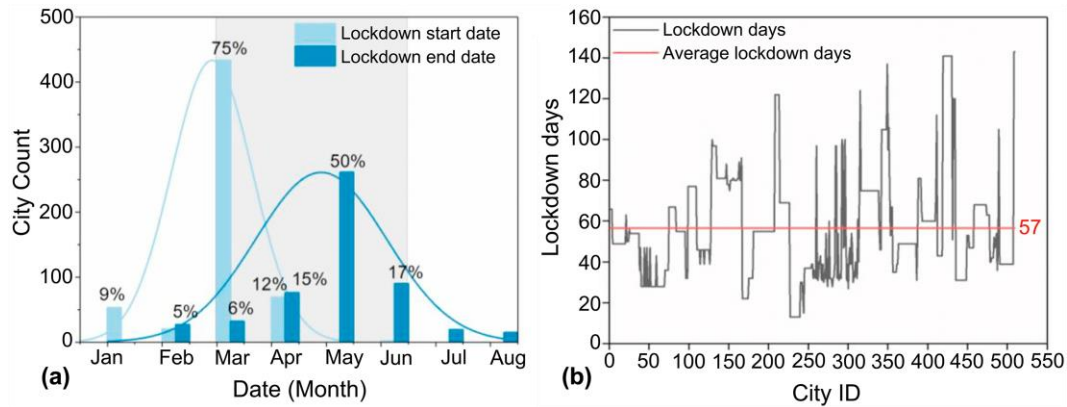 500
400
300
200
100
0
City Count
Lockdown start date
Lockdown end date
75%
50%
9%
5%
6%
12%
15%
17%
Jan
Feb
Mar
Apr
May
Jun
Jul
Aug
(a)
Date (Month)
160
140
120
100
80
60
40
20
0
Lockdown days
Lockdown days
Average lockdown days
57
0
50
100
150
200
250
300
350
400
450
500
550
(b)
City ID